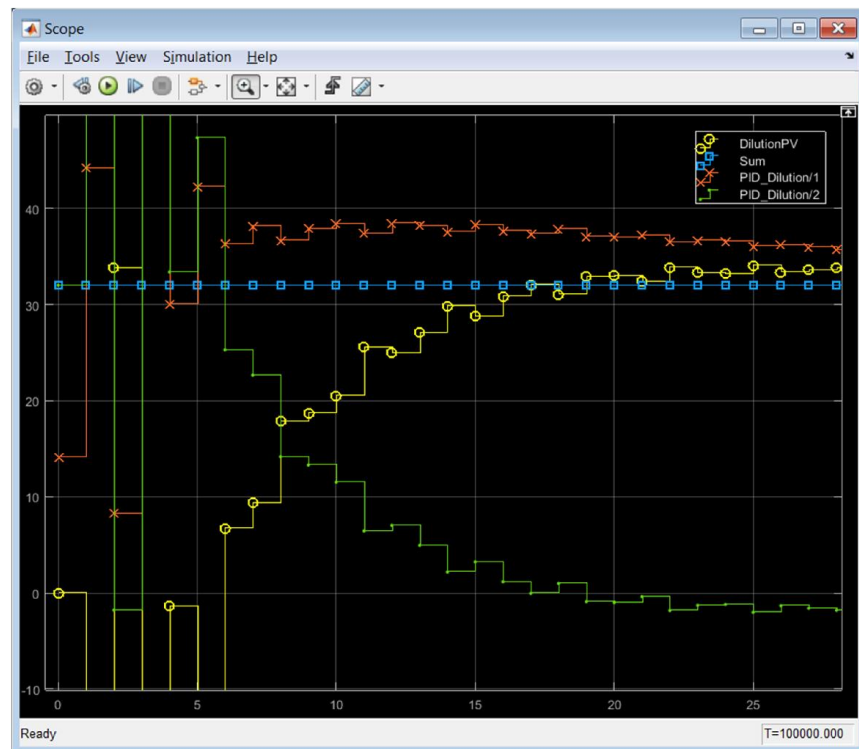 Scope
File Tools View Simulation Help
DilutionPV
Sum
PID_Dilution/1
PID_Dilution/2
40
30
20
10
0
-10
0 5 10 15 20 25
Ready T=100000.000